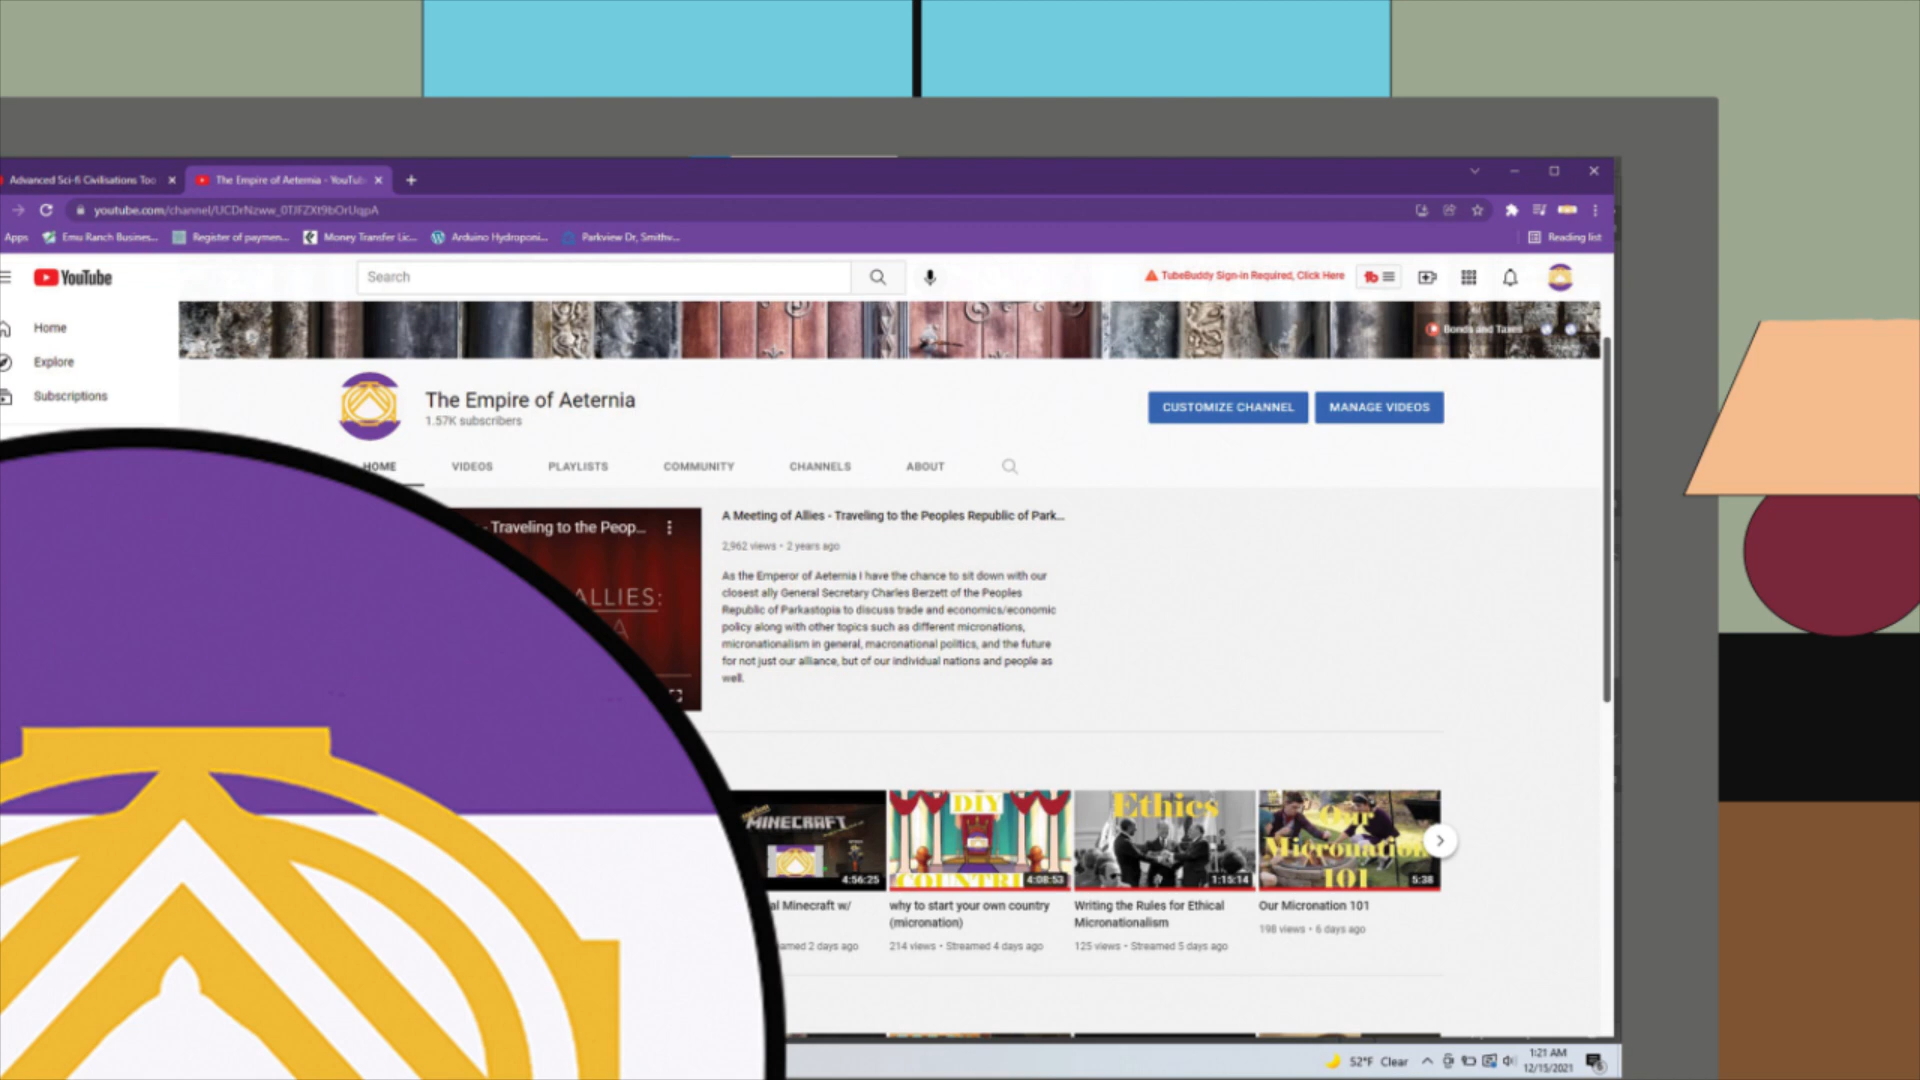 Advanced Sci-fi Civilisations Too
The Empire of Aeternia - YouTub
youtube.com/channel/UCDrNzww_0TJFZXt9bOrUqpA
Apps
Emu Ranch Busines...
Register of paymen...
Money Transfer Lic...
Arduino Hydroponi...
Parkview Dr, Smithv...
Reading list
YouTube
Search
TubeBuddy Sign-in Required, Click Here
Home
Explore
Subscriptions
Bonds and Taxes
The Empire of Aeternia
1.57K subscribers
CUSTOMIZE CHANNEL
MANAGE VIDEOS
HOME
VIDEOS
PLAYLISTS
COMMUNITY
CHANNELS
ABOUT
- Traveling to the Peop...
ALLIES:
A
A Meeting of Allies - Traveling to the Peoples Republic of Park...
2,962 views • 2 years ago
As the Emperor of Aeternia I have the chance to sit down with our
closest ally General Secretary Charles Berzett of the Peoples
Republic of Parkastopia to discuss trade and economics/economic
policy along with other topics such as different micronations,
micronationalism in general, macronational politics, and the future
for not just our alliance, but of our individual nations and people as
well.
MINECRAFT
4:56:25
DIY
COUNTRY
4:08:53
Ethics
1:15:14
Our
Micronation
101
5:38
al Minecraft w/
amed 2 days ago
why to start your own country
(micronation)
214 views • Streamed 4 days ago
Writing the Rules for Ethical
Micronationalism
125 views • Streamed 5 days ago
Our Micronation 101
198 views • 6 days ago
52°F Clear
1:21 AM
12/15/2021